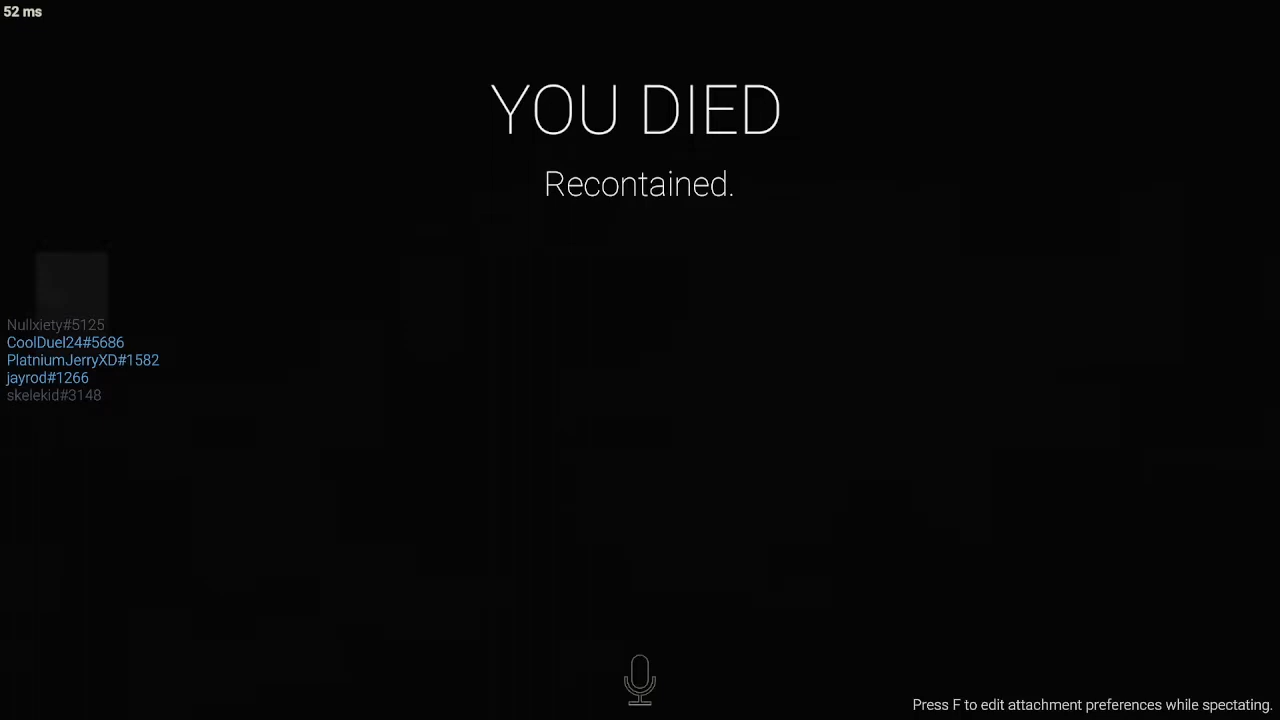 52 ms
YOU DIED
Recontained.
Nullxiety#5125
CoolDuel24#5686
PlatniumJerryXD#1582
jayrod#1266
skelekid#3148
Press F to edit attachment preferences while spectating.